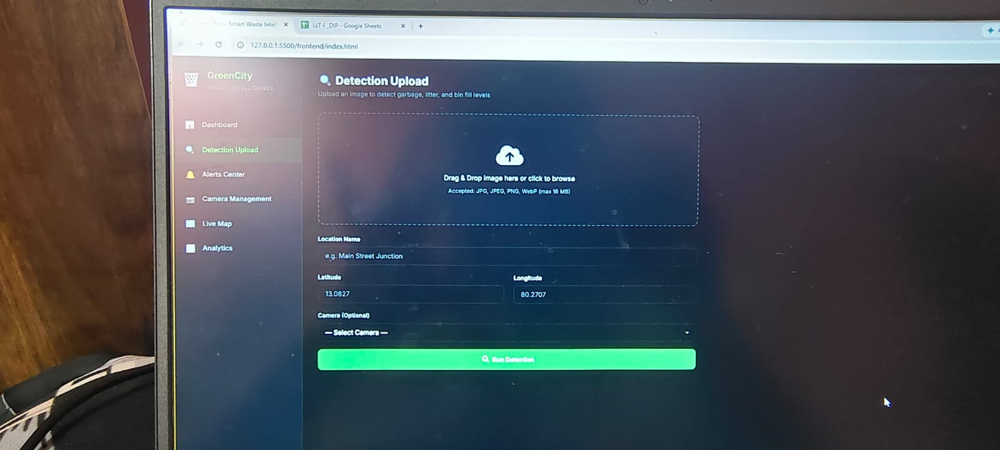 Smart Waste Inte
LLT-I _DIP - Google Sheets
127.0.0.1:5500/frontend/index.html
GreenCity
WASTE INTELLIGENCE
Dashboard
Detection Upload
Alerts Center
Camera Management
Live Map
Analytics
Detection Upload
Upload an image to detect garbage, litter, and bin fill levels
Drag & Drop image here or click to browse
Accepted: JPG, JPEG, PNG, WebP (max 16 MB)
Location Name
e.g. Main Street Junction
Latitude
Longitude
13.0827
80.2707
Camera (Optional)
— Select Camera —
Run Detection